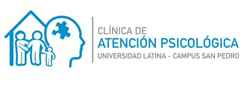 CLÍNICA DE
ATENCIÓN PSICOLÓGICA
UNIVERSIDAD LATINA - CAMPUS SAN PEDRO